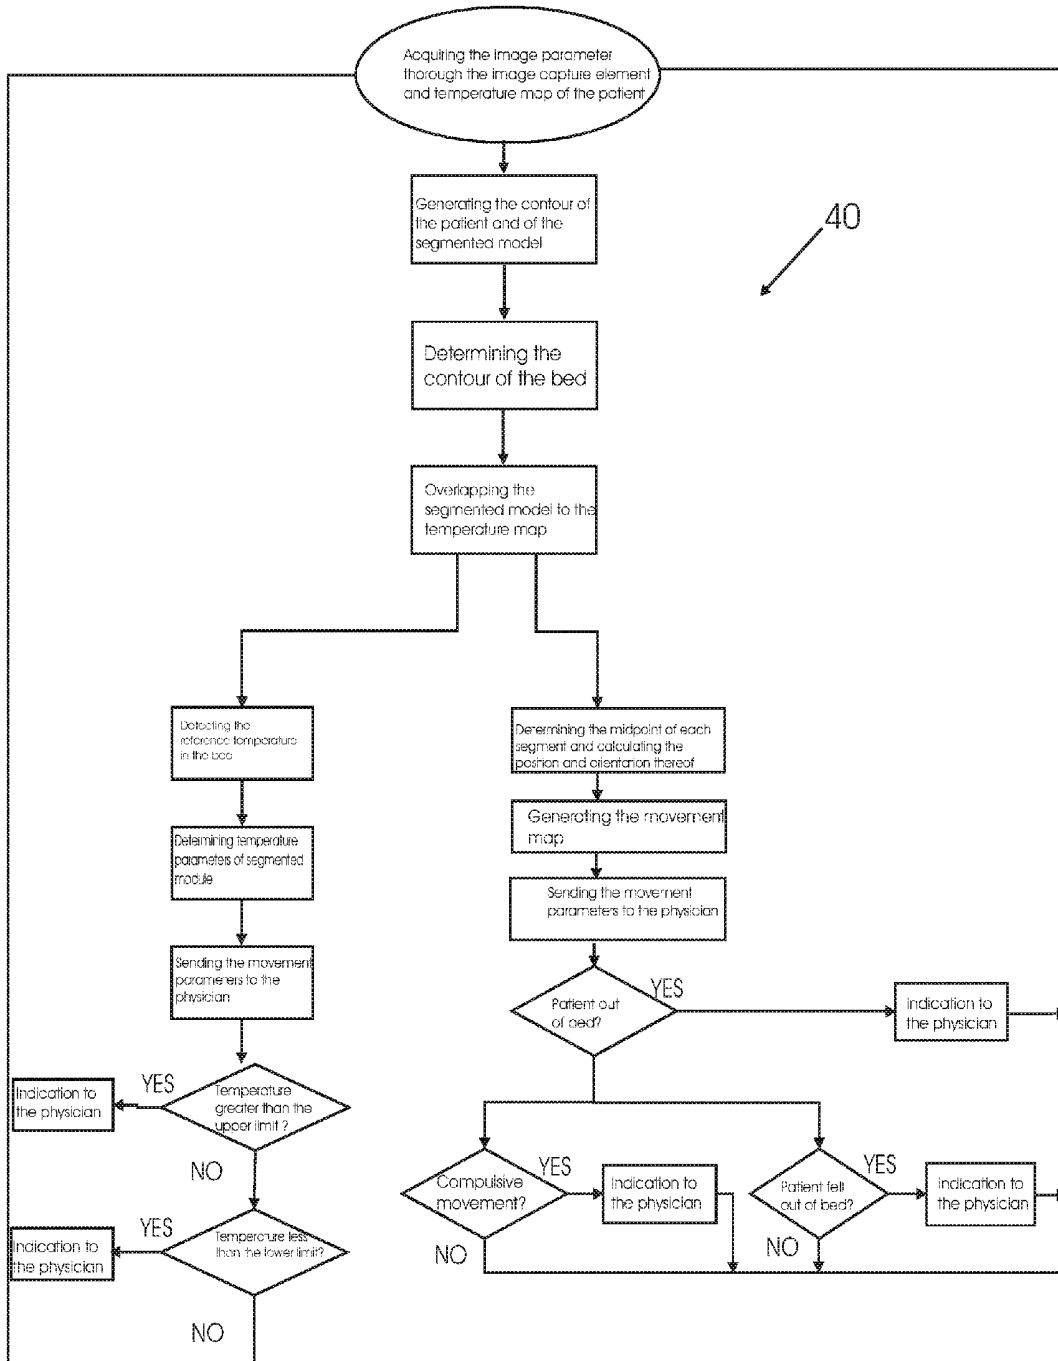 Acquiring the image parameter
thorough the image capture element
and temperature map of the patient
Generating the contour of
the patient and of the
segmented model
40
Determining the
contour of the bed
Overlapping the
segmented model to the
temperature map
Detecting the
reference temperature
in the bed
Determining the midpoint of each
segment and calculating the
position and orientation thereof
Determining temperature
parameters of segmented
module
Generating the movement
map
Sending the movement
parameters to the physician
Sending the movement
parameters to the
physician
Patient out
of bed?
YES
Indication to
the physician
Temperature
greater than the
upper limit ?
YES
Indication to
the physician
NO
Compulsive
movement?
YES
Indication to
the physician
NO
Patient fell
out of bed?
YES
Indication to
the physician
NO
Temperature less
than the lower limit?
YES
Indication to
the physician
NO